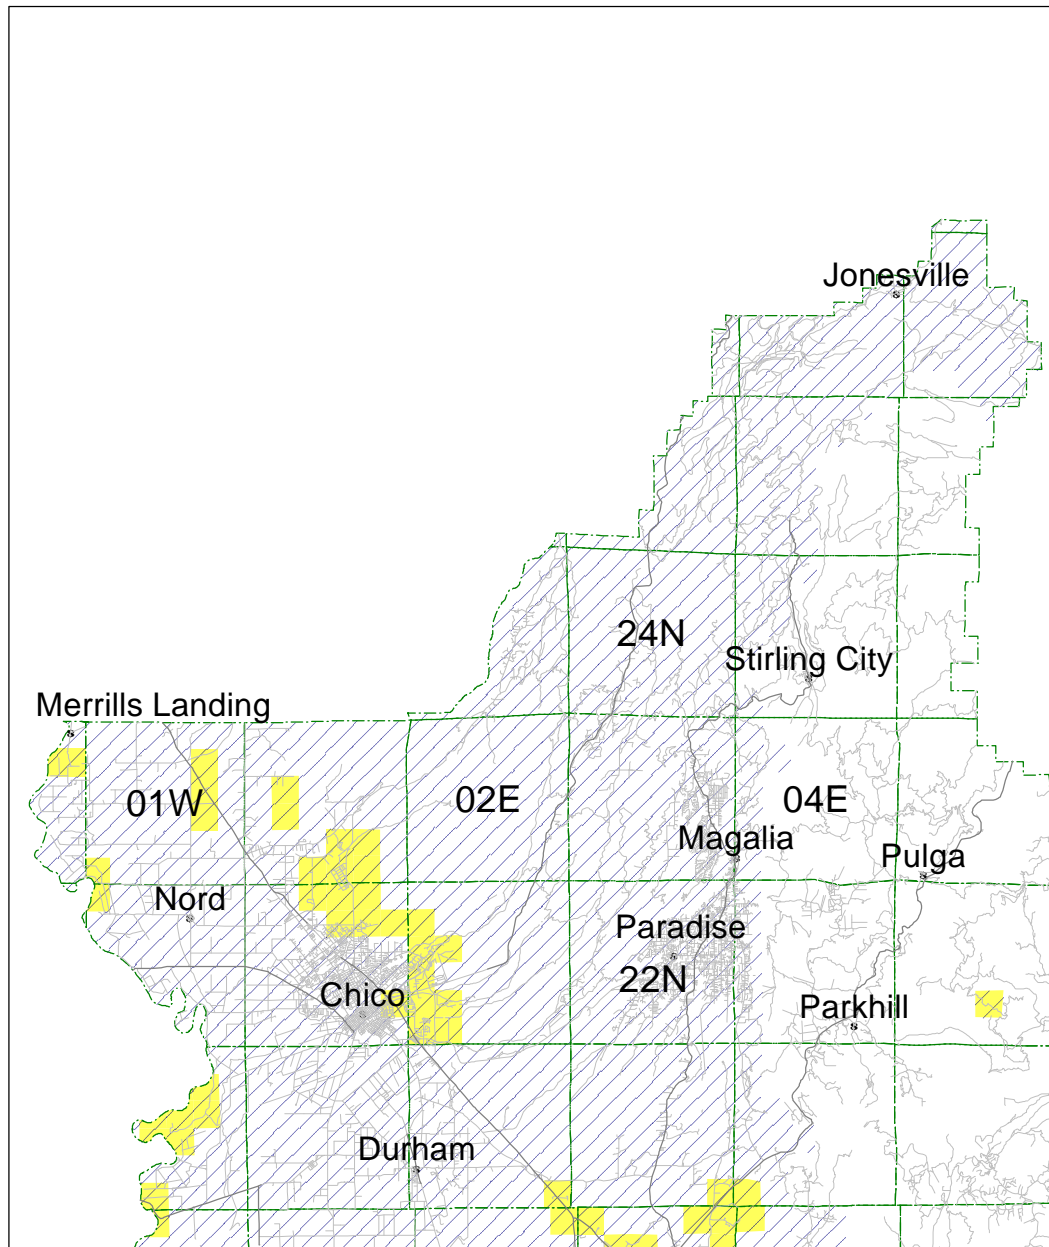 Jonesville
24N
Stirling City
Merrills Landing
01W
02E
04E
Magalia
Pulga
Nord
Paradise
22N
Chico
Parkhill
Durham